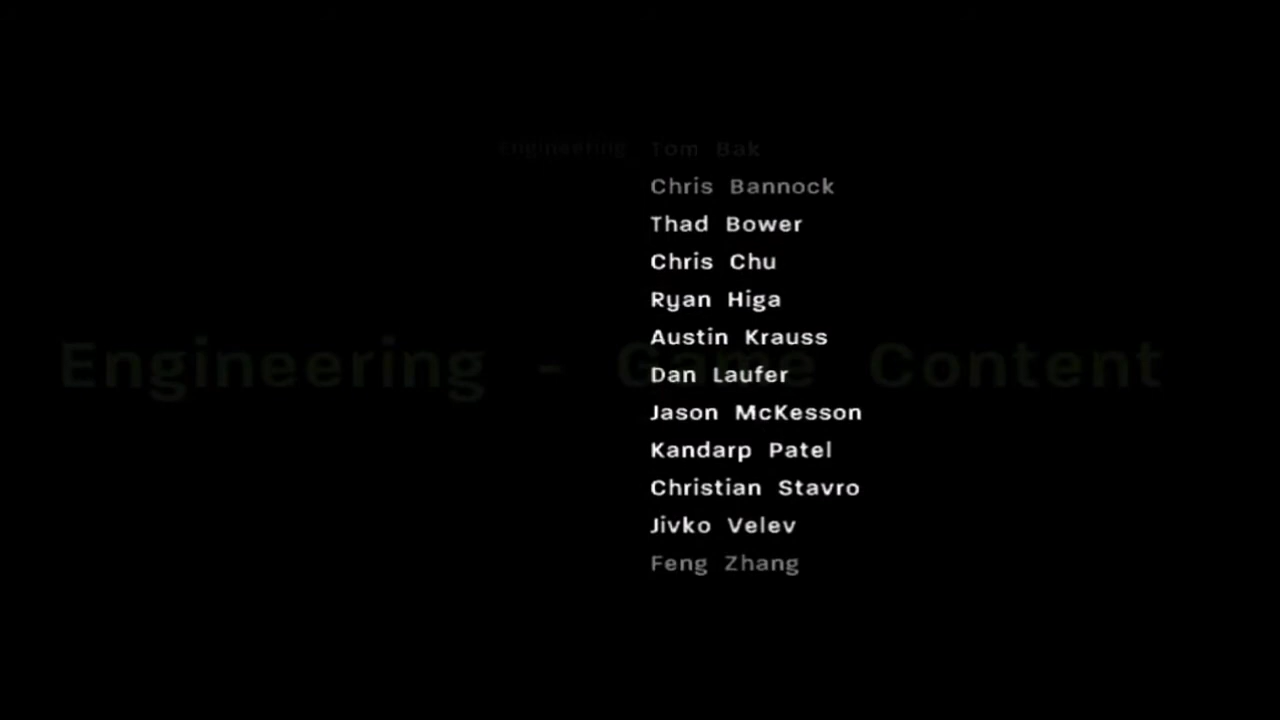 Engineering Tom Bak
Chris Bannock
Thad Bower
Chris Chu
Ryan Higa
Austin Krauss
Engineering - Game Content
Dan Laufer
Jason McKesson
Kandarp Patel
Christian Stavro
Jivko Velev
Feng Zhang